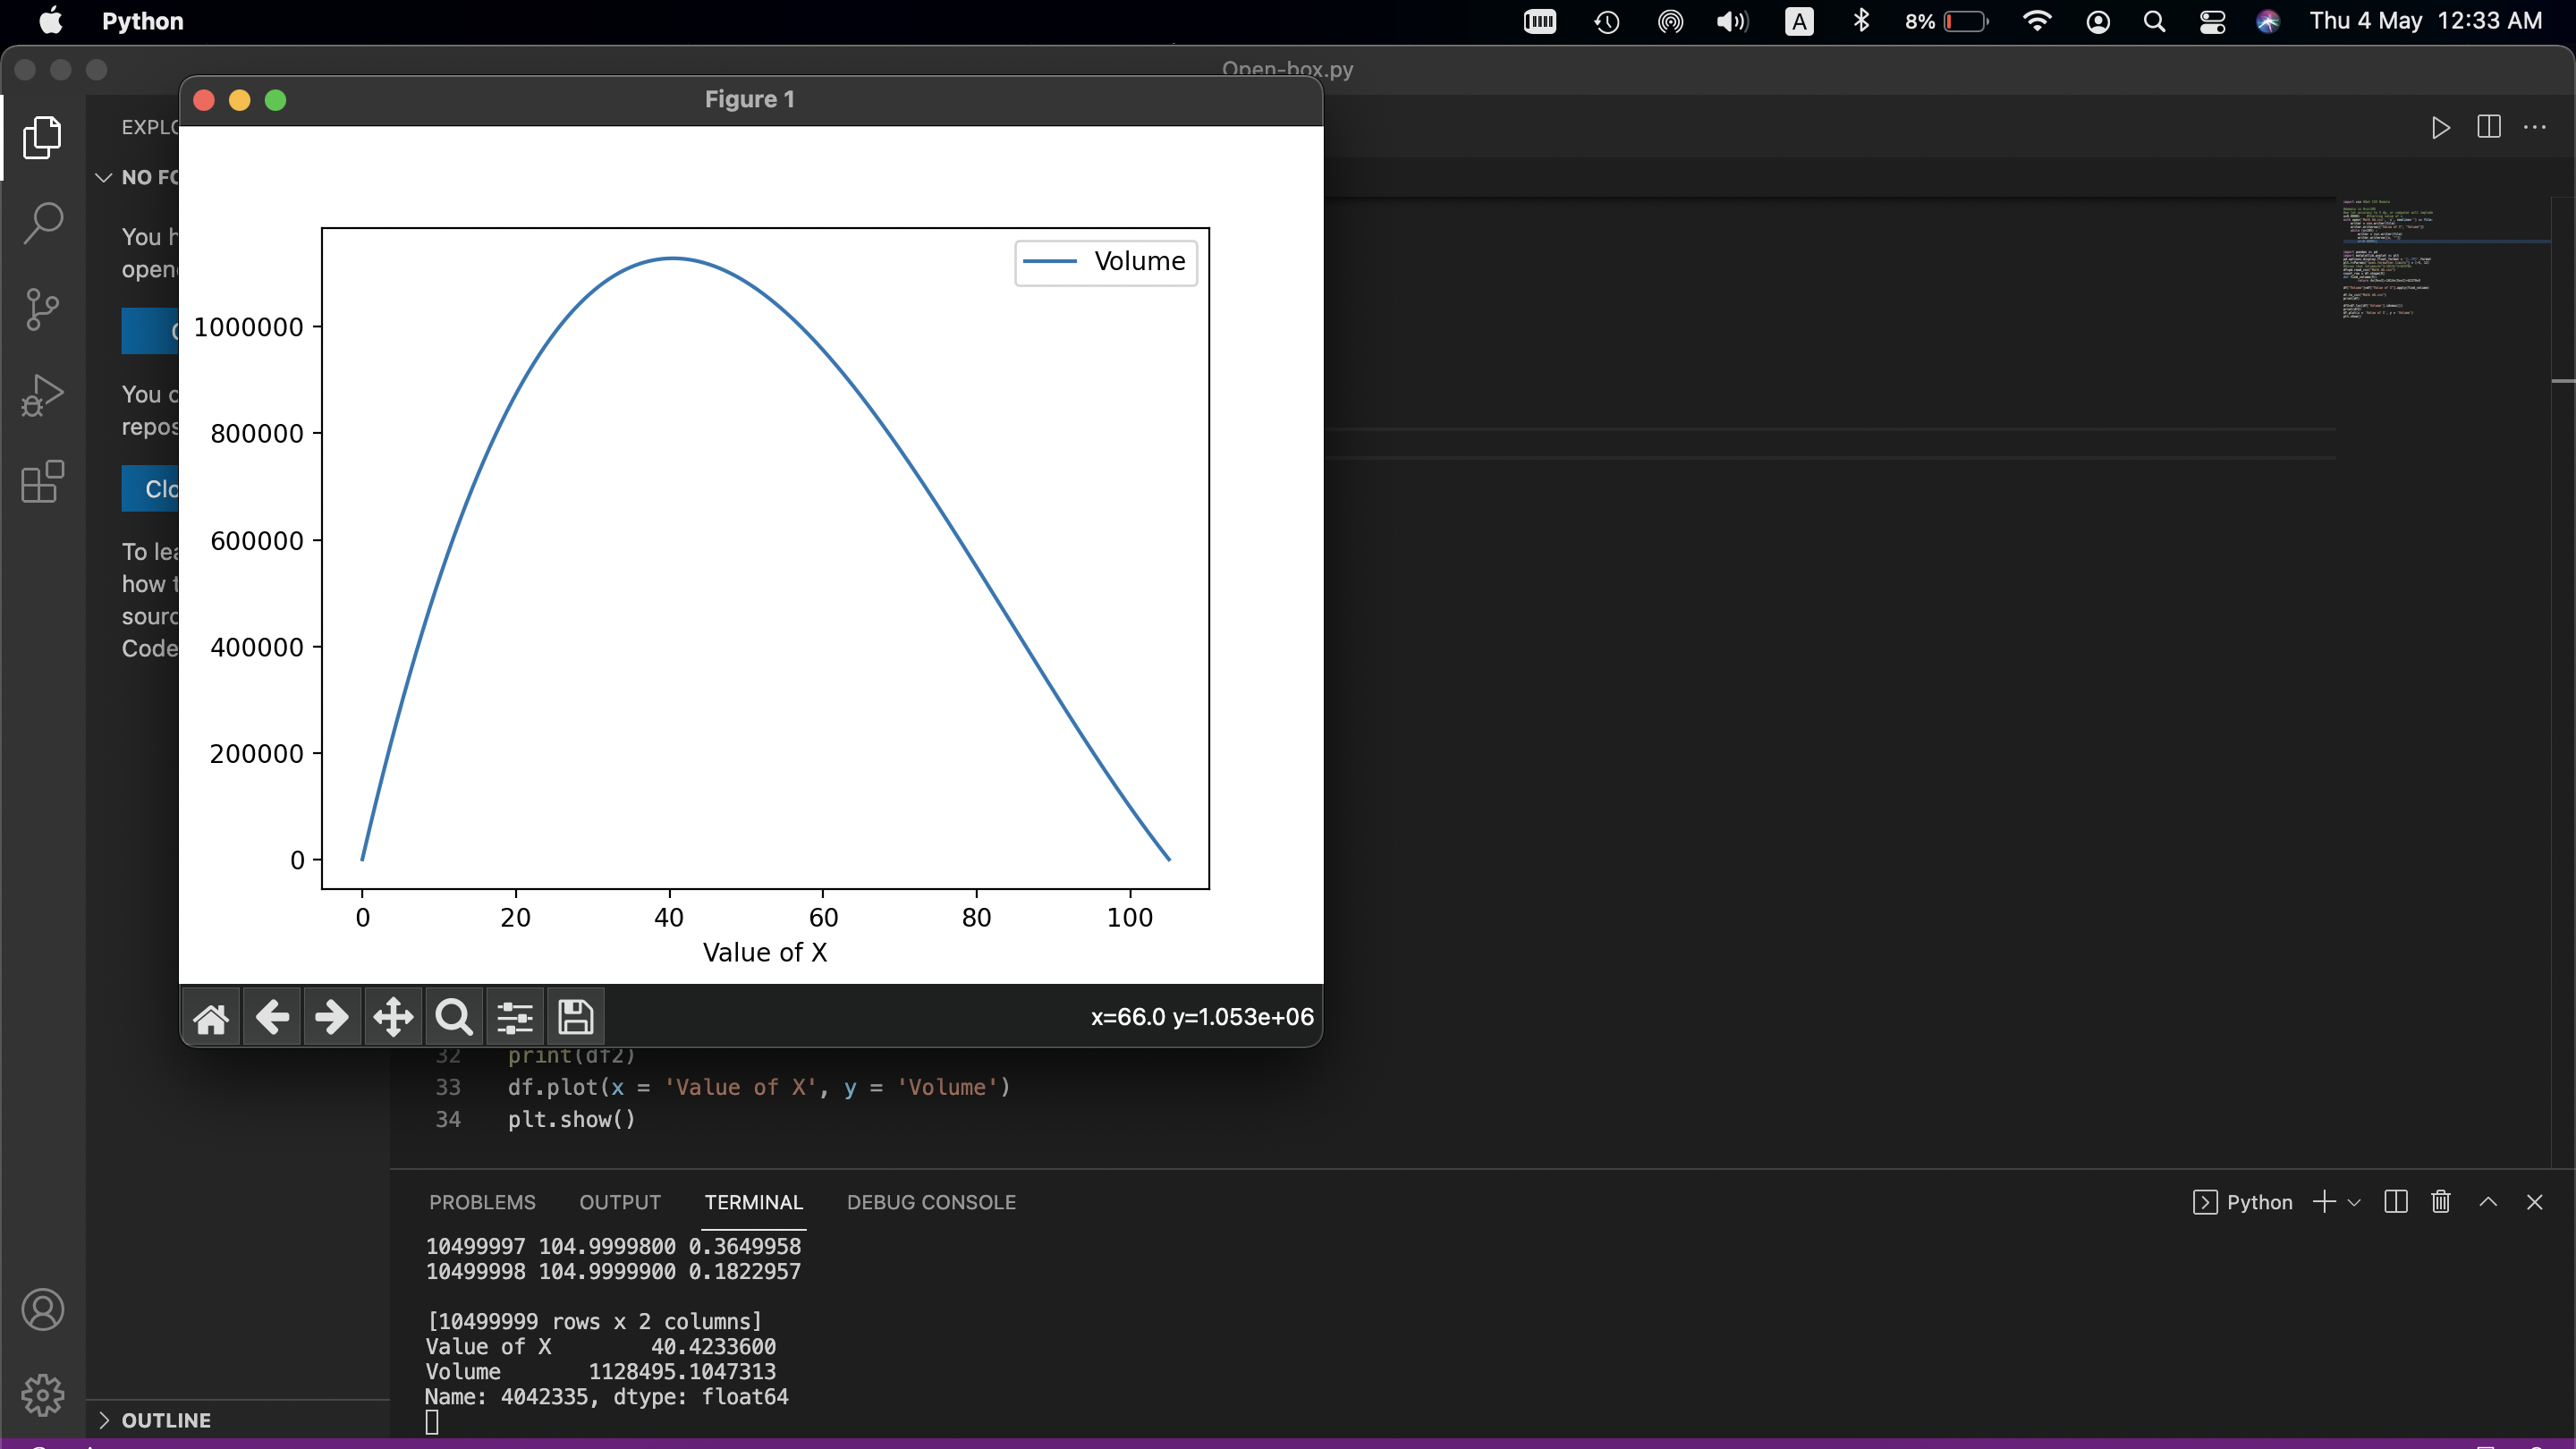 Python
8%
Thu 4 May 12:33 AM
Open-box.py
Figure 1
EXPLO
NO FO
You h
opene
You c
repos
Clo
To lea
how t
sourc
Code
Volume
1000000
800000
600000
400000
200000
0
0 20 40 60 80 100
Value of X
x=66.0 y=1.053e+06
32 print(df2)
33 df.plot(x = 'Value of X', y = 'Volume')
34 plt.show()
PROBLEMS OUTPUT TERMINAL DEBUG CONSOLE
Python
10499997 104.9999800 0.3649958
10499998 104.9999900 0.1822957
[10499999 rows x 2 columns]
Value of X 40.4233600
Volume 1128495.1047313
Name: 4042335, dtype: float64
OUTLINE